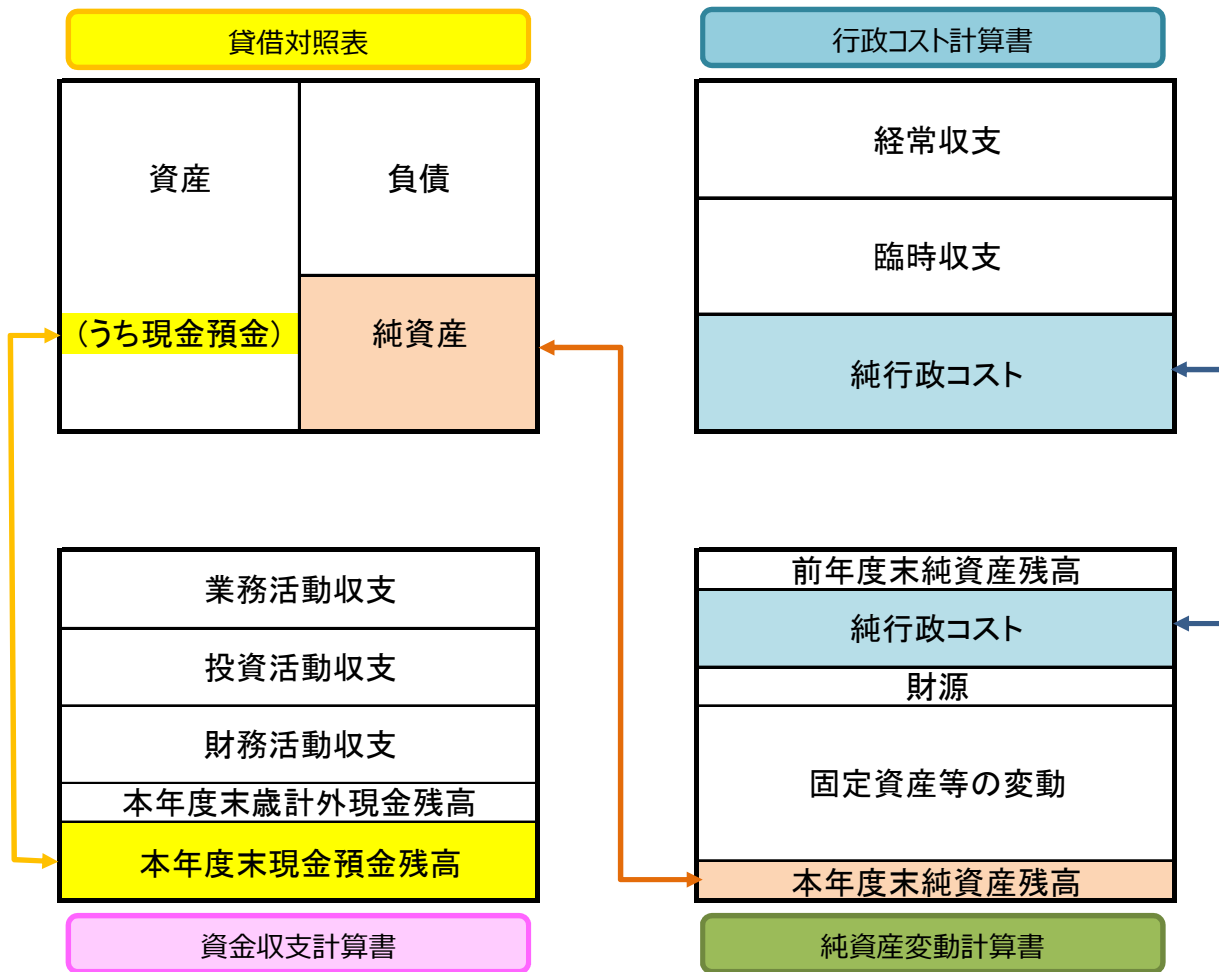 貸借対照表
資産
負債
(うち現金預金)
純資産
行政コスト計算書
経常収支
臨時収支
純行政コスト
業務活動収支
投資活動収支
財務活動収支
本年度末歳計外現金残高
本年度末現金預金残高
資金収支計算書
前年度末純資産残高
純行政コスト
財源
固定資産等の変動
本年度末純資産残高
純資産変動計算書